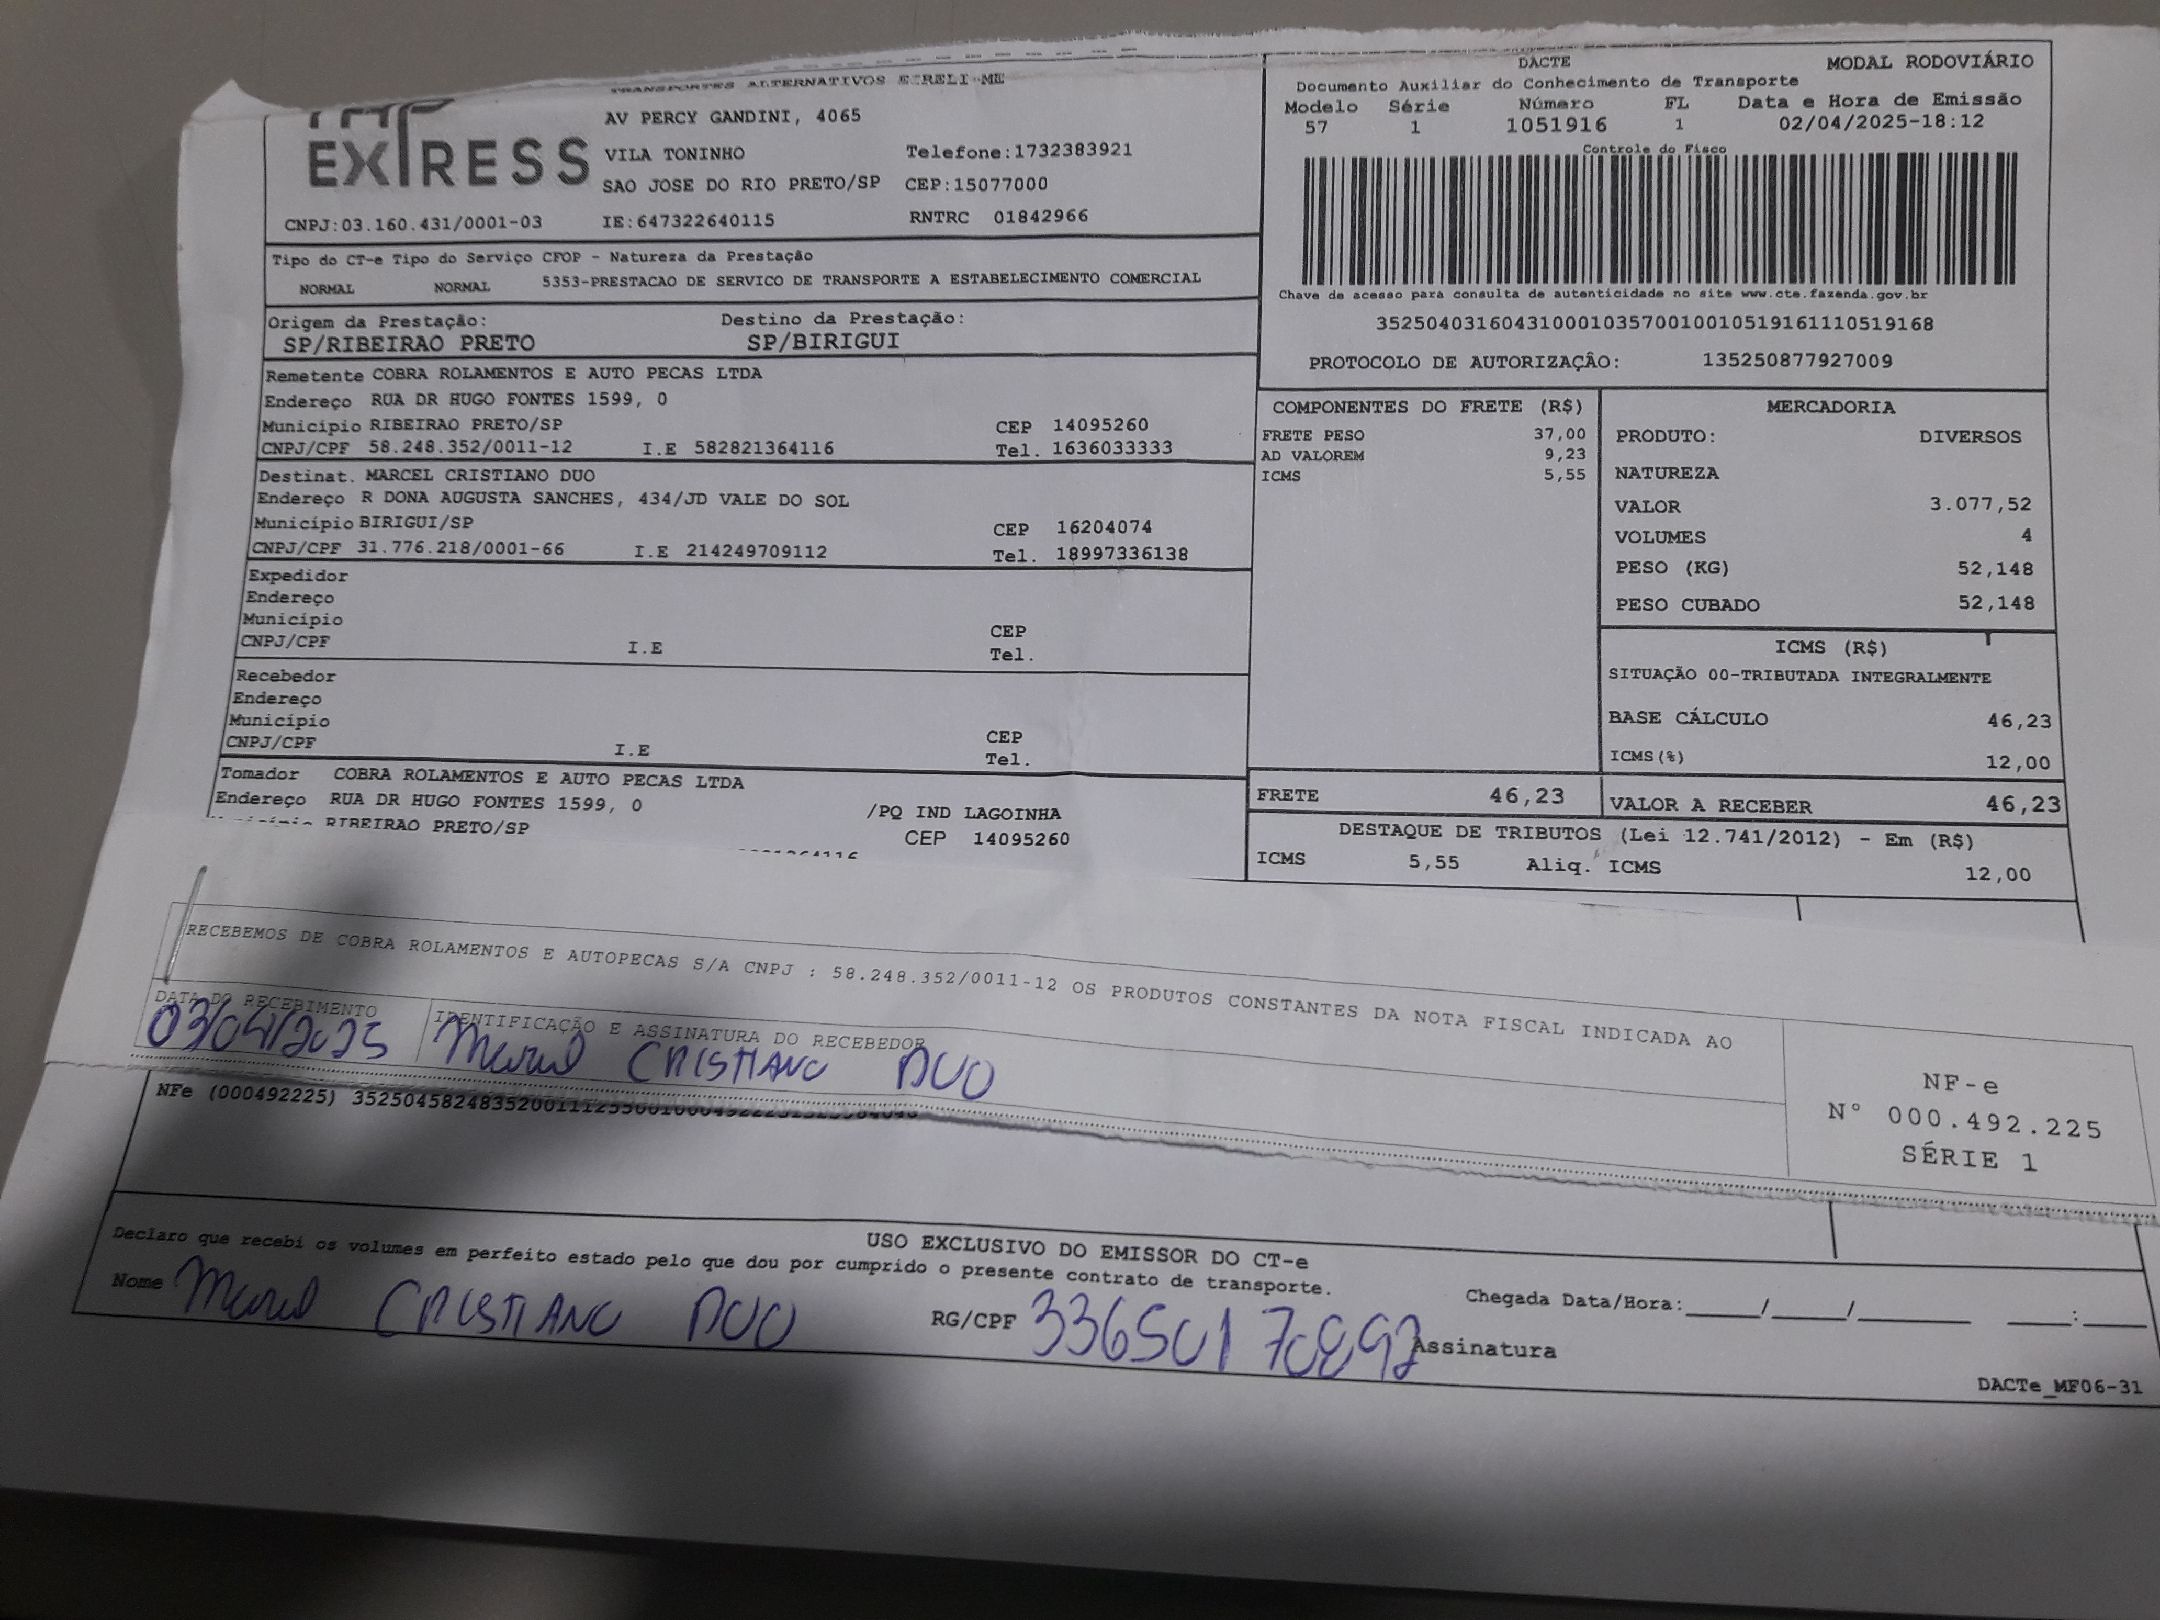 TRANSPORTES ALTERNATIVOS EIRELI-ME
EXPRESS
AV PERCY GANDINI, 4065
VILA TONINHO Telefone:1732383921
SAO JOSE DO RIO PRETO/SP CEP:15077000
CNPJ:03.160.431/0001-03 IE:647322640115 RNTRC 01842966
DACTE MODAL RODOVIÁRIO
Documento Auxiliar do Conhecimento de Transporte
Modelo Série Número FL Data e Hora de Emissão
57 1 1051916 1 02/04/2025-18:12
Controle do Fisco
Chave de acesso para consulta de autenticidade no site www.cte.fazenda.gov.br
35250403160431000103570010010519161110519168
PROTOCOLO DE AUTORIZAÇÃO: 135250877927009
Tipo do CT-e Tipo do Serviço CFOP - Natureza da Prestação
NORMAL NORMAL 5353-PRESTACAO DE SERVICO DE TRANSPORTE A ESTABELECIMENTO COMERCIAL
Origem da Prestação: Destino da Prestação:
SP/RIBEIRAO PRETO SP/BIRIGUI
Remetente COBRA ROLAMENTOS E AUTO PECAS LTDA
Endereço RUA DR HUGO FONTES 1599, 0
Município RIBEIRAO PRETO/SP CEP 14095260
CNPJ/CPF 58.248.352/0011-12 I.E 582821364116 Tel. 1636033333
Destinat. MARCEL CRISTIANO DUO
Endereço R DONA AUGUSTA SANCHES, 434/JD VALE DO SOL
Município BIRIGUI/SP CEP 16204074
CNPJ/CPF 31.776.218/0001-66 I.E 214249709112 Tel. 18997336138
Expedidor
Endereço
Município CEP
CNPJ/CPF I.E Tel.
Recebedor
Endereço
Município CEP
CNPJ/CPF I.E Tel.
Tomador COBRA ROLAMENTOS E AUTO PECAS LTDA
Endereço RUA DR HUGO FONTES 1599, 0 /PQ IND LAGOINHA
Município RIBEIRAO PRETO/SP CEP 14095260
COMPONENTES DO FRETE (R$)
FRETE PESO 37,00
AD VALOREM 9,23
ICMS 5,55
FRETE 46,23
MERCADORIA
PRODUTO: DIVERSOS
NATUREZA
VALOR 3.077,52
VOLUMES 4
PESO (KG) 52,148
PESO CUBADO 52,148
ICMS (R$)
SITUAÇÃO 00-TRIBUTADA INTEGRALMENTE
BASE CÁLCULO 46,23
ICMS(%) 12,00
VALOR A RECEBER 46,23
DESTAQUE DE TRIBUTOS (Lei 12.741/2012) - Em (R$)
ICMS 5,55 Aliq. ICMS 12,00
RECEBEMOS DE COBRA ROLAMENTOS E AUTOPECAS S/A CNPJ : 58.248.352/0011-12 OS PRODUTOS CONSTANTES DA NOTA FISCAL INDICADA AO
DATA DO RECEBIMENTO IDENTIFICAÇÃO E ASSINATURA DO RECEBEDOR
03/04/2025 Marcel CRISTIANO DUO
NF-e
N° 000.492.225
SÉRIE 1
NFe (000492225)
USO EXCLUSIVO DO EMISSOR DO CT-e
Declaro que recebi os volumes em perfeito estado pelo que dou por cumprido o presente contrato de transporte.
Nome Marcel CRISTIANO DUO RG/CPF 33650170892 Assinatura
Chegada Data/Hora:____/____/______ ____:____
DACTe_MF06-31